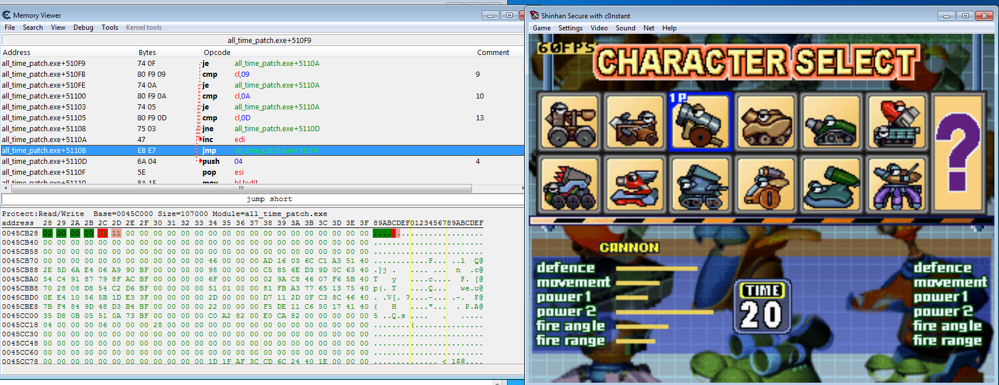 Memory Viewer
File Search View Debug Tools Kernel tools
all_time_patch.exe+510F9
Address Bytes Opcode Comment
all_time_patch.exe+510F9 74 0F je all_time_patch.exe+5110A
all_time_patch.exe+510FB 80 F9 09 cmp cl,09 9
all_time_patch.exe+510FE 74 0A je all_time_patch.exe+5110A
all_time_patch.exe+51100 80 F9 0A cmp cl,0A 10
all_time_patch.exe+51103 74 05 je all_time_patch.exe+5110A
all_time_patch.exe+51105 80 F9 0D cmp cl,0D 13
all_time_patch.exe+51108 75 03 jne all_time_patch.exe+5110D
all_time_patch.exe+5110A 47 inc edi
all_time_patch.exe+5110B EB E7 jmp all_time_patch.exe+510F4
all_time_patch.exe+5110D 6A 04 push 04 4
all_time_patch.exe+5110F 5E pop esi
all_time_patch.exe+51110 8A 1F mov bl,[edi]
jump short
Protect:Read/Write Base=0045C000 Size=107000 Module=all_time_patch.exe
address 28 29 2A 2B 2C 2D 2E 2F 30 31 32 33 34 35 36 37 38 39 3A 3B 3C 3D 3E 3F 89ABCDEF0123456789ABCDEF
0045CB28 02 00 00 00 11 00 00 00 00 00 00 00 00 00 00 00 00 00 00 00 00 00 00
0045CB40 00 00 00 00 00 00 00 00 00 00 00 00 00 00 00 00 00 00 00 00 00 00 00 00
0045CB58 00 00 00 00 00 00 00 00 00 00 00 00 00 00 00 00 00 00 00 00 00 00 00 00
0045CB70 00 00 00 00 00 00 00 00 00 00 00 00 46 00 00 00 AD 16 03 6C C1 A3 51 40
0045CB88 2E 5D 6A E4 06 A9 90 BF 00 00 00 00 98 00 00 00 C5 85 6E D3 9D 0C 63 40
0045CBA0 54 C4 91 87 79 8F AC BF 00 00 00 00 6F 00 00 00 02 9A C8 46 07 F6 5B 40
0045CBB8 70 28 08 D8 54 C2 D6 BF 00 00 00 00 51 01 00 00 81 FB A3 77 65 13 75 40
0045CBD0 0E E4 10 56 5B 1D E3 3F 00 00 00 00 2D 00 00 00 D7 11 2D 0F C3 8C 46 40
0045CBE8 7B F4 84 9D 48 D3 B4 BF 00 00 00 00 22 00 00 00 F5 DE 11 C6 50 17 41 40
0045CC00 35 D8 0B 05 51 0A 73 BF 00 00 00 00 C0 A2 82 00 E0 CA 82 00 00 00 00 00
0045CC18 04 00 00 00 06 00 00 00 28 00 00 00 00 00 00 00 00 00 00 00 00 00 00 00
0045CC30 00 00 00 00 00 00 00 00 00 00 00 00 00 00 00 00 00 00 00 00 00 00 00 00
0045CC48 00 00 00 00 00 00 00 00 00 00 00 00 00 00 00 00 00 00 00 00 00 00 00 00
0045CC60 00 00 00 00 00 00 00 00 00 00 00 00 00 00 00 00 00 00 00 00 00 00 00 00
0045CC78 00 00 00 00 00 00 00 00 00 00 00 00 1D 1F AF 3C CD 6C 24 40 1E 00 00 00
Shinhan Secure with c0nstant
Game Settings Video Sound Net Help
60FPS
CHARACTER SELECT
1P
?
CANNON
defence
movement
power1
power 2
fire angle
fire range
TIME
20
defence
movement
power1
power 2
fire angle
fire range